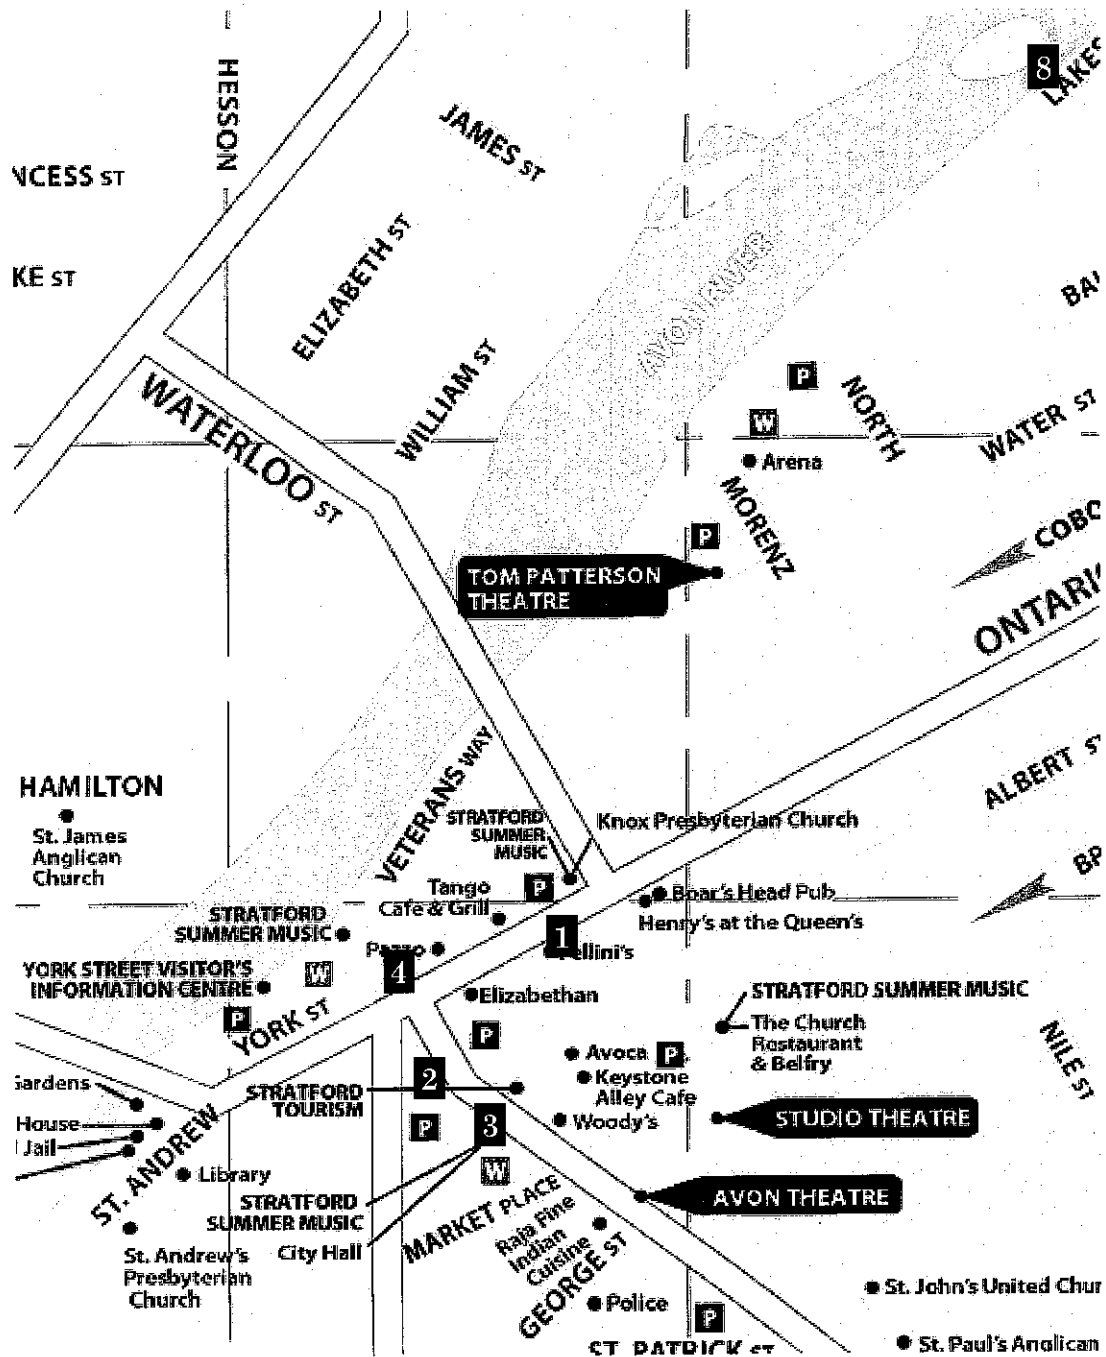 8
LAKES
HESSON
JAMES ST
NCESS ST
ELIZABETH ST
AVON RIVER
KE ST
BAU
WILLIAM ST
P
NORTH
WATERLOO ST
W
WATER ST
Arena
MORENZ
COBO
P
TOM PATTERSON
THEATRE
ONTARIO
VETERANS WAY
ALBERT ST
HAMILTON
St. James
Anglican
Church
STRATFORD
SUMMER
MUSIC
Knox Presbyterian Church
BR
Tango
Cafe & Grill
P
Boar's Head Pub
Henry's at the Queen's
STRATFORD
SUMMER MUSIC
Pazzo
1
Fellini's
YORK STREET VISITOR'S
INFORMATION CENTRE
W
4
Elizabethan
STRATFORD SUMMER MUSIC
The Church
Restaurant
& Belfry
P
YORK ST
P
NILE ST
Avoca
P
Keystone
Alley Cafe
Gardens
STRATFORD
TOURISM
2
House
Jail
P
3
Woody's
STUDIO THEATRE
ST. ANDREW
Library
W
STRATFORD
SUMMER MUSIC
MARKET PLACE
AVON THEATRE
City Hall
Raja Fine
Indian
Cuisine
St. Andrew's
Presbyterian
Church
GEORGE ST
St. John's United Chur
Police
P
ST. PATRICK ST
St. Paul's Anglican